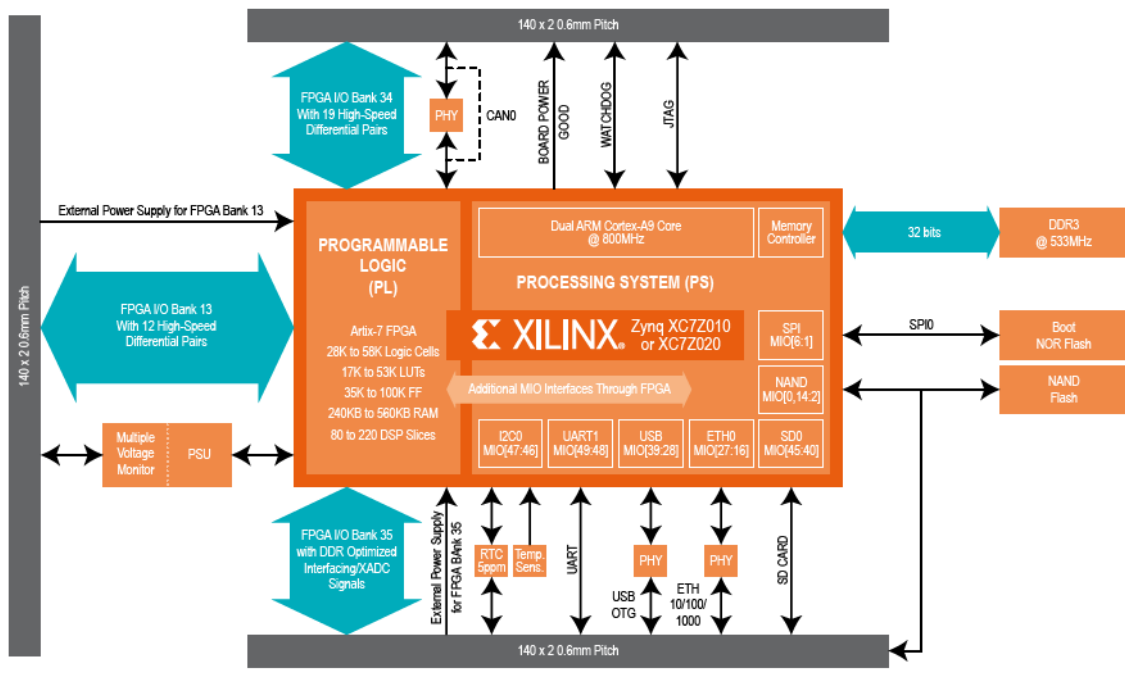 140 x 2 0.6mm Pitch
FPGA I/O Bank 34
With 19 High-Speed
Differential Pairs
PHY
CAN0
BOARD POWER
GOOD
WATCHDOG
JTAG
External Power Supply for FPGA Bank 13
140 x 2 0.6mm Pitch
FPGA I/O Bank 13
With 12 High-Speed
Differential Pairs
Multiple
Voltage
Monitor
PSU
PROGRAMMABLE
LOGIC
(PL)
Artix-7 FPGA
28K to 58K Logic Cells
17K to 53K LUTs
35K to 100K FF
240KB to 560KB RAM
80 to 220 DSP Slices
Dual ARM Cortex-A9 Core
@ 800MHz
Memory
Controller
PROCESSING SYSTEM (PS)
XILINX®
Zynq XC7Z010
or XC7Z020
SPI
MIO[6:1]
Additional MIO Interfaces Through FPGA
NAND
MIO[0,14:2]
I2C0
MIO[47:46]
UART1
MIO[49:48]
USB
MIO[39:28]
ETH0
MIO[27:16]
SD0
MIO[45:40]
32 bits
DDR3
@ 533MHz
SPI0
Boot
NOR Flash
NAND
Flash
FPGA I/O Bank 35
with DDR Optimized
Interfacing/XADC
Signals
External Power Supply
for FPGA BAnk 35
RTC
5ppm
Temp.
Sens.
UART
PHY
USB
OTG
PHY
ETH
10/100/
1000
SD CARD
140 x 2 0.6mm Pitch